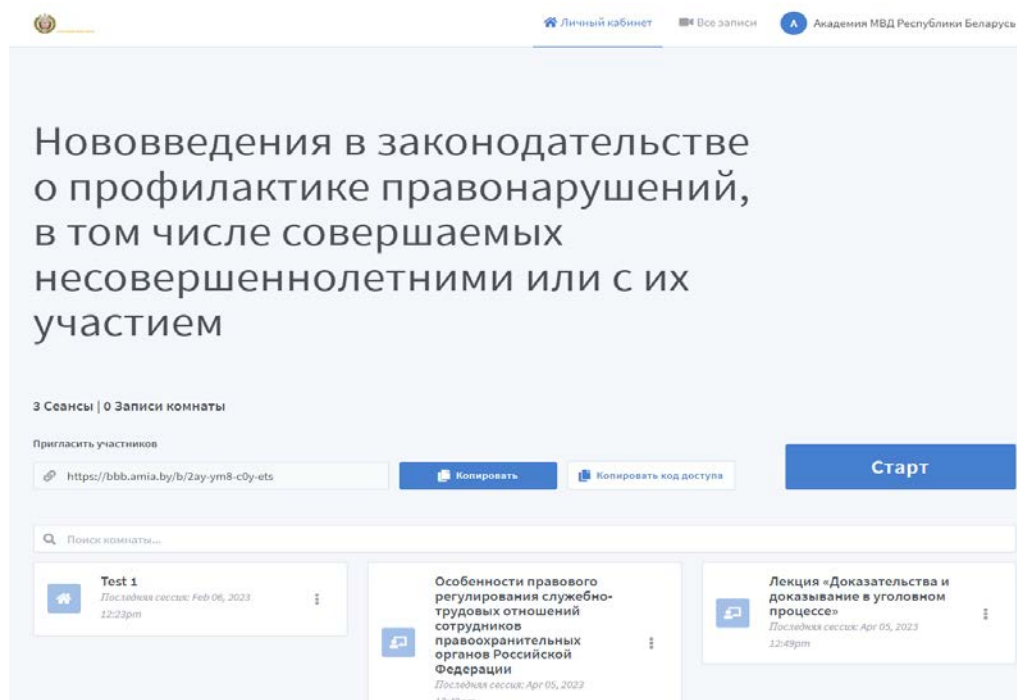 Личный кабинет
Все записи
А
Академия МВД Республики Беларусь
Нововведения в законодательстве
о профилактике правонарушений,
в том числе совершаемых
несовершеннолетними или с их
участием
3 Сеансы | 0 Записи комнаты
Пригласить участников
https://bbb.amia.by/b/2ay-ym8-c0y-ets
Копировать
Копировать код доступа
Старт
Поиск комнаты...
Test 1
Последняя сессия: Feb 06, 2023
12:23pm
Особенности правового
регулирования служебно-
трудовых отношений
сотрудников
правоохранительных
органов Российской
Федерации
Последняя сессия: Apr 05, 2023
Лекция «Доказательства и
доказывание в уголовном
процессе»
Последняя сессия: Apr 05, 2023
12:49pm